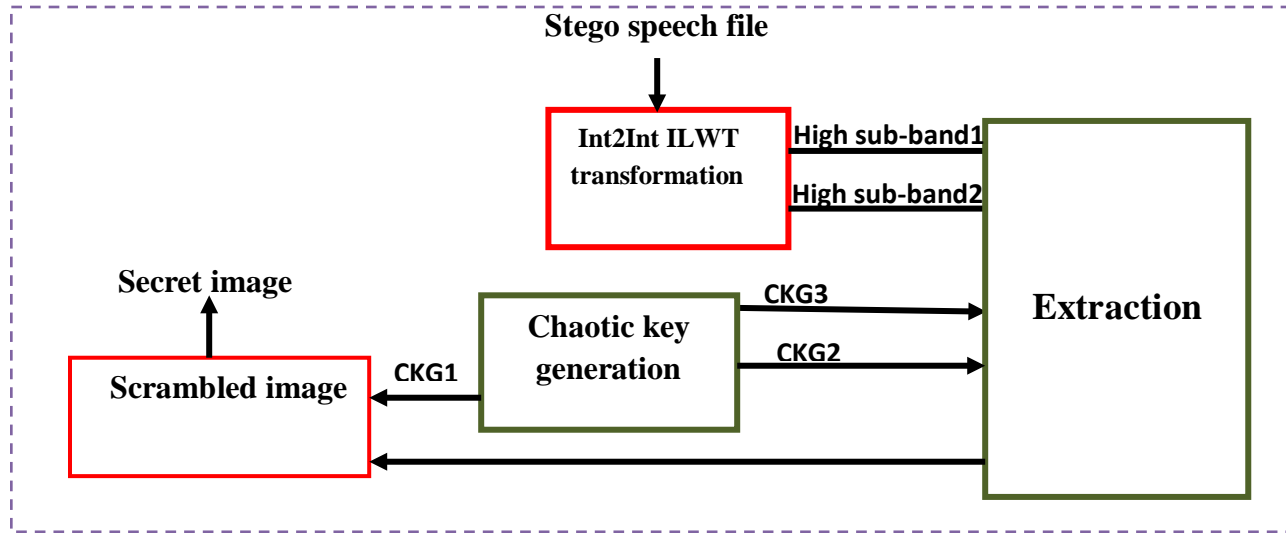 Stego speech file
Int2Int ILWT
transformation
High sub-band1
High sub-band2
Extraction
Chaotic key
generation
CKG3
CKG2
CKG1
Secret image
Scrambled image